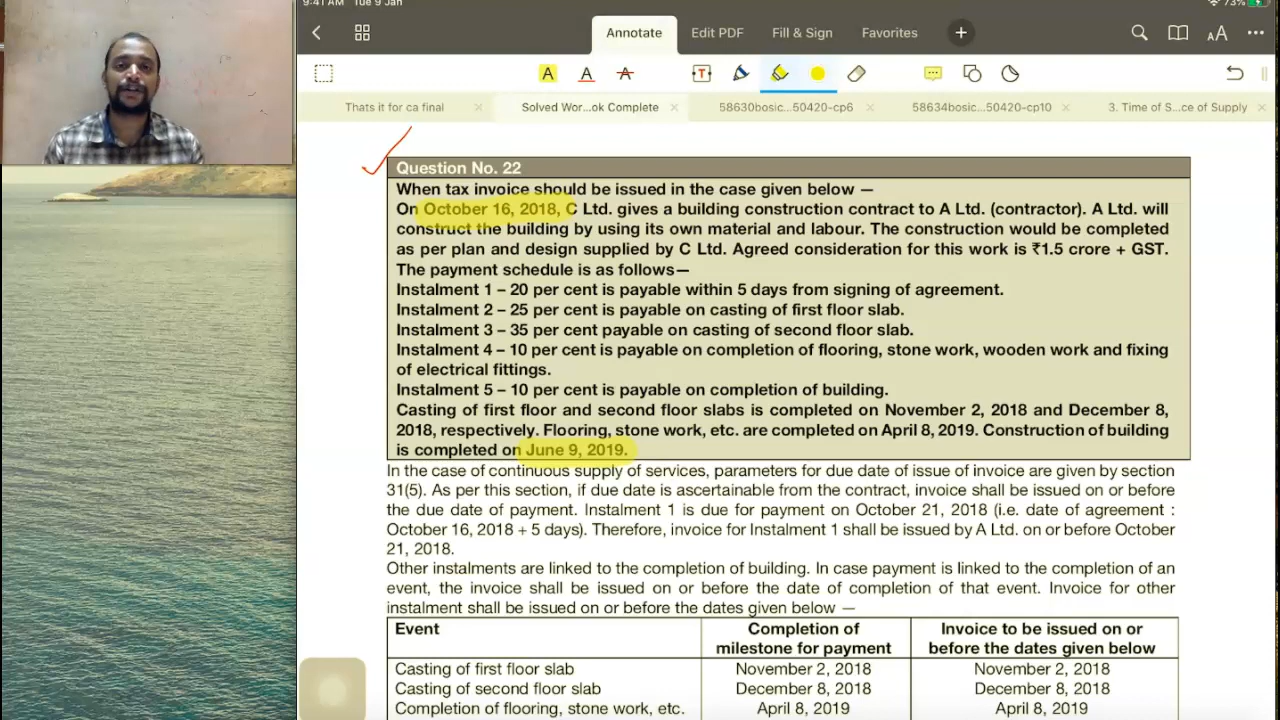 9:41 AM Tue 9 Jan
73%
Annotate
Edit PDF
Fill & Sign
Favorites
Thats it for ca final
Solved Wor...ok Complete
58630bosic...50420-cp6
58634bosic...50420-cp10
3. Time of S...ce of Supply
Question No. 22
When tax invoice should be issued in the case given below —
On October 16, 2018, C Ltd. gives a building construction contract to A Ltd. (contractor). A Ltd. will
construct the building by using its own material and labour. The construction would be completed
as per plan and design supplied by C Ltd. Agreed consideration for this work is ₹1.5 crore + GST.
The payment schedule is as follows—
Instalment 1 – 20 per cent is payable within 5 days from signing of agreement.
Instalment 2 – 25 per cent is payable on casting of first floor slab.
Instalment 3 – 35 per cent payable on casting of second floor slab.
Instalment 4 – 10 per cent is payable on completion of flooring, stone work, wooden work and fixing
of electrical fittings.
Instalment 5 – 10 per cent is payable on completion of building.
Casting of first floor and second floor slabs is completed on November 2, 2018 and December 8,
2018, respectively. Flooring, stone work, etc. are completed on April 8, 2019. Construction of building
is completed on June 9, 2019.
In the case of continuous supply of services, parameters for due date of issue of invoice are given by section
31(5). As per this section, if due date is ascertainable from the contract, invoice shall be issued on or before
the due date of payment. Instalment 1 is due for payment on October 21, 2018 (i.e. date of agreement :
October 16, 2018 + 5 days). Therefore, invoice for Instalment 1 shall be issued by A Ltd. on or before October
21, 2018.
Other instalments are linked to the completion of building. In case payment is linked to the completion of an
event, the invoice shall be issued on or before the date of completion of that event. Invoice for other
instalment shall be issued on or before the dates given below —
Event
Completion of
milestone for payment
Invoice to be issued on or
before the dates given below
Casting of first floor slab November 2, 2018 November 2, 2018
Casting of second floor slab December 8, 2018 December 8, 2018
Completion of flooring, stone work, etc. April 8, 2019 April 8, 2019